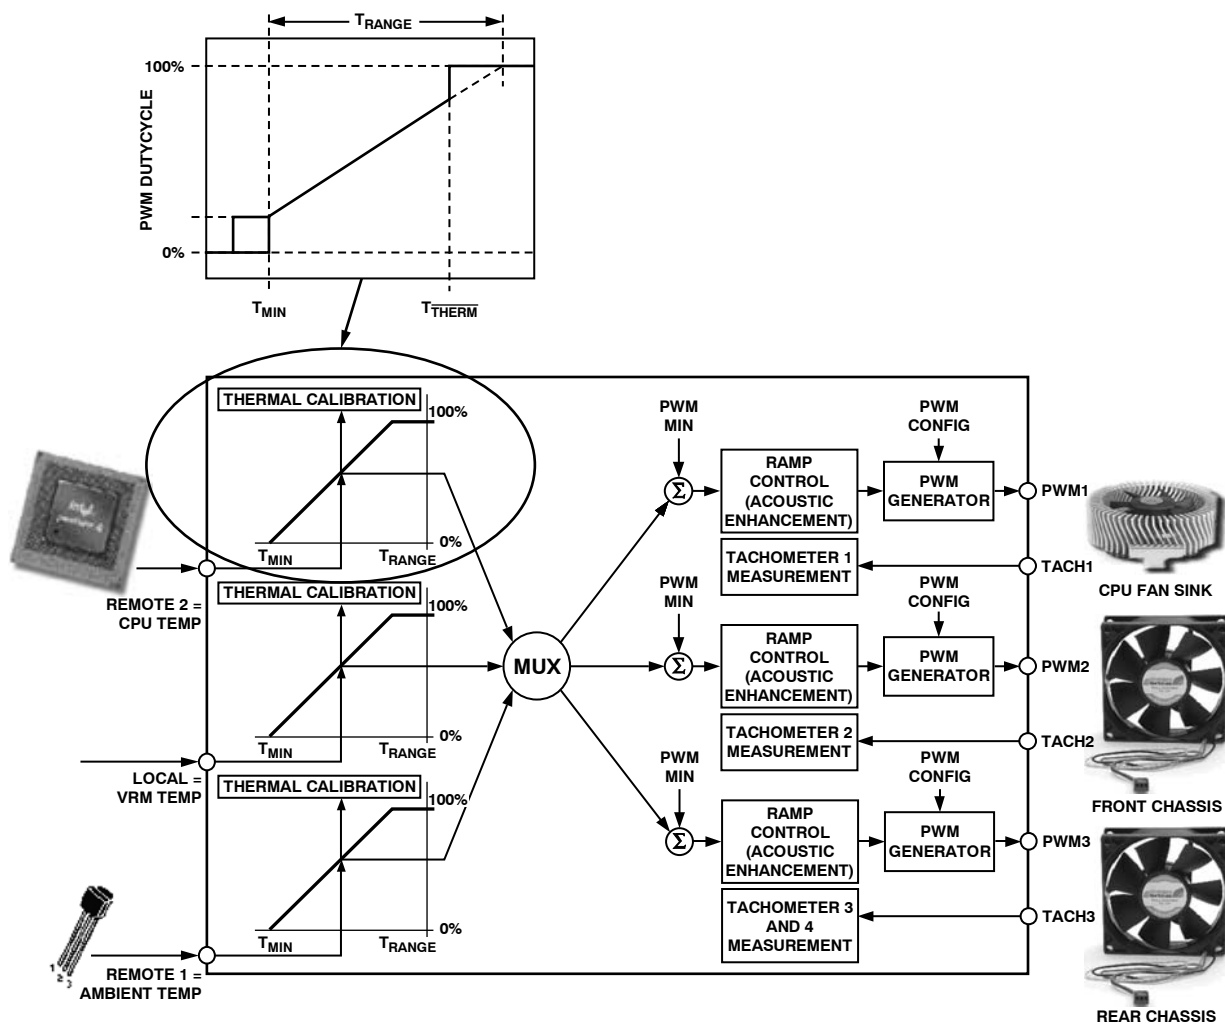 TRANGE
100%
PWM DUTYCYCLE
0%
TMIN
TTHERM
THERMAL CALIBRATION
100%
TMIN
TRANGE
0%
REMOTE 2 =
CPU TEMP
THERMAL CALIBRATION
100%
TMIN
TRANGE
0%
LOCAL =
VRM TEMP
THERMAL CALIBRATION
100%
TMIN
TRANGE
0%
REMOTE 1 =
AMBIENT TEMP
1
2
3
MUX
PWM
MIN
Σ
RAMP
CONTROL
(ACOUSTIC
ENHANCEMENT)
PWM
CONFIG
PWM
GENERATOR
PWM1
TACHOMETER 1
MEASUREMENT
TACH1
CPU FAN SINK
PWM
MIN
Σ
RAMP
CONTROL
(ACOUSTIC
ENHANCEMENT)
PWM
CONFIG
PWM
GENERATOR
PWM2
TACHOMETER 2
MEASUREMENT
TACH2
FRONT CHASSIS
PWM
MIN
Σ
RAMP
CONTROL
(ACOUSTIC
ENHANCEMENT)
PWM
CONFIG
PWM
GENERATOR
PWM3
TACHOMETER 3
AND 4
MEASUREMENT
TACH3
REAR CHASSIS